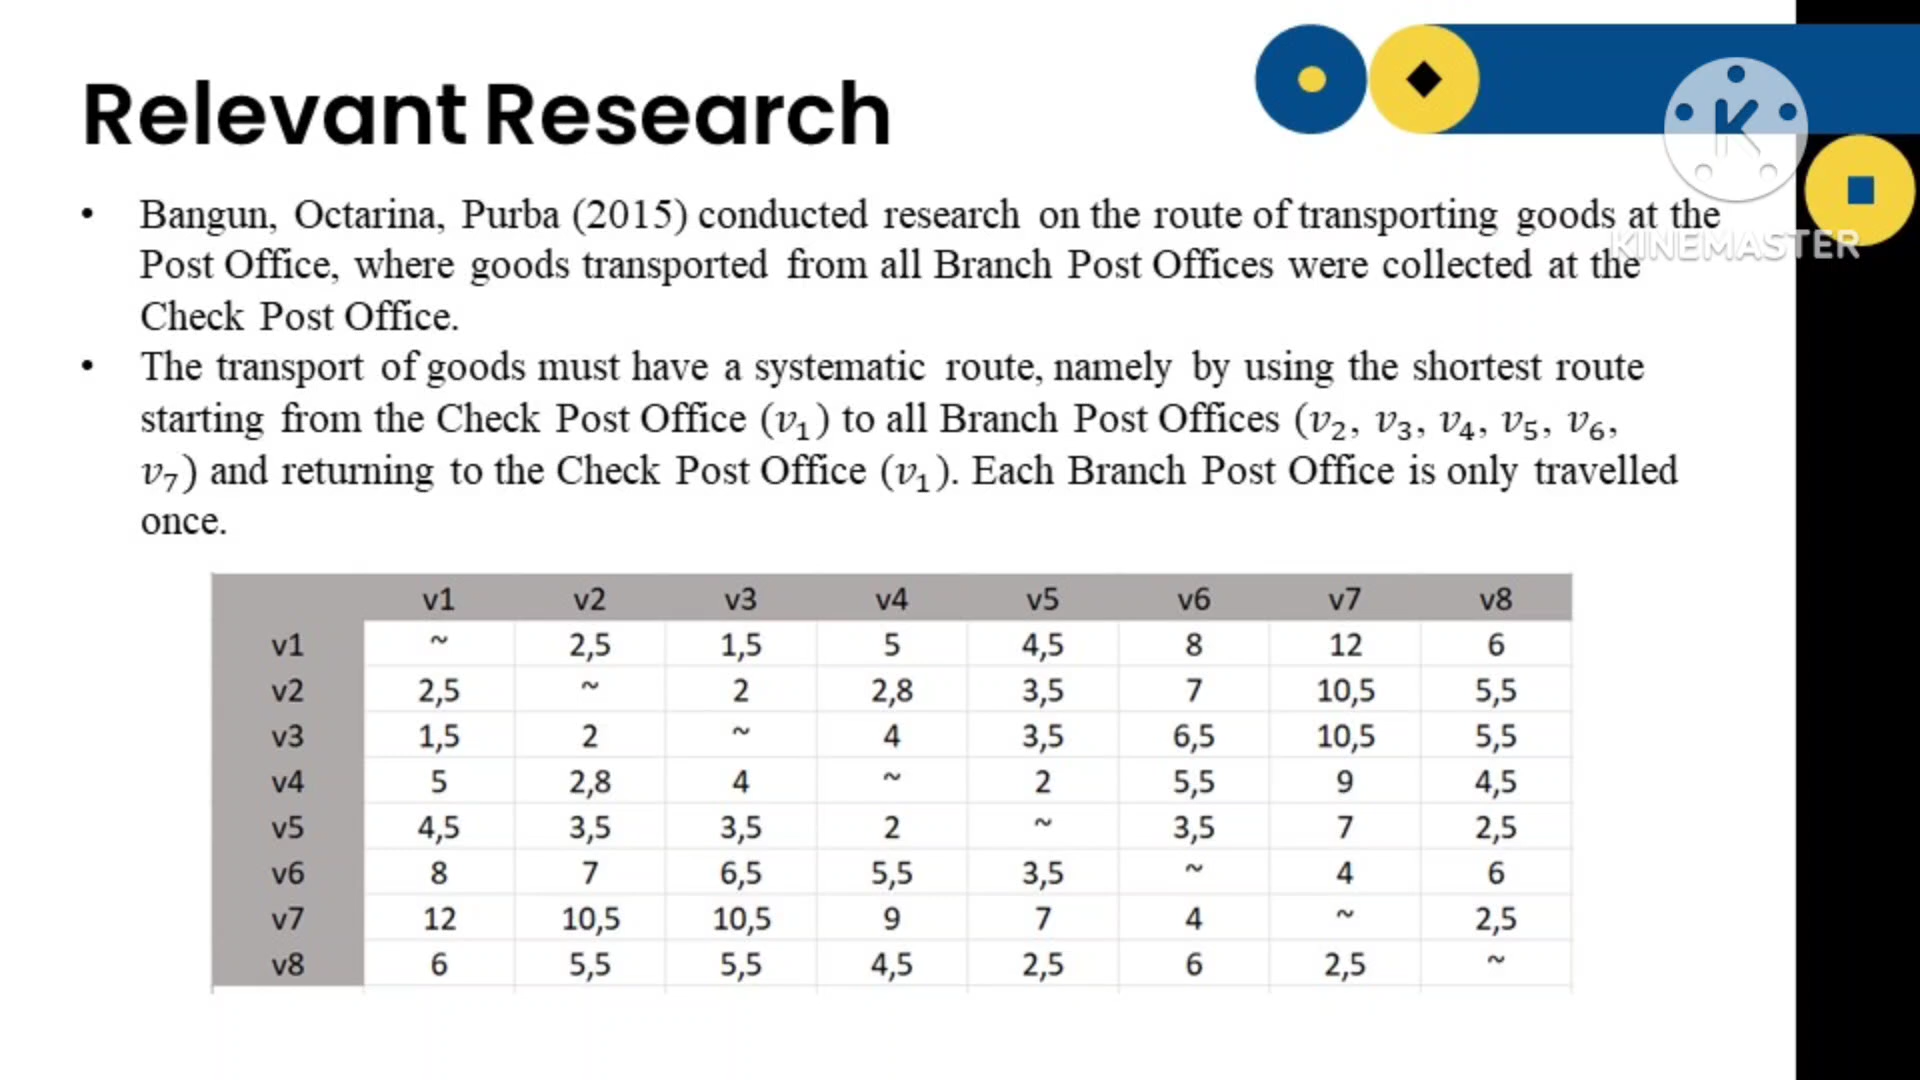 Relevant Research
KINEMASTER
• Bangun, Octarina, Purba (2015) conducted research on the route of transporting goods at the
Post Office, where goods transported from all Branch Post Offices were collected at the
Check Post Office.
• The transport of goods must have a systematic route, namely by using the shortest route
starting from the Check Post Office (v₁) to all Branch Post Offices (v₂, v₃, v₄, v₅, v₆,
v₇) and returning to the Check Post Office (v₁). Each Branch Post Office is only travelled
once.
v1 v2 v3 v4 v5 v6 v7 v8
v1 ~ 2,5 1,5 5 4,5 8 12 6
v2 2,5 ~ 2 2,8 3,5 7 10,5 5,5
v3 1,5 2 ~ 4 3,5 6,5 10,5 5,5
v4 5 2,8 4 ~ 2 5,5 9 4,5
v5 4,5 3,5 3,5 2 ~ 3,5 7 2,5
v6 8 7 6,5 5,5 3,5 ~ 4 6
v7 12 10,5 10,5 9 7 4 ~ 2,5
v8 6 5,5 5,5 4,5 2,5 6 2,5 ~